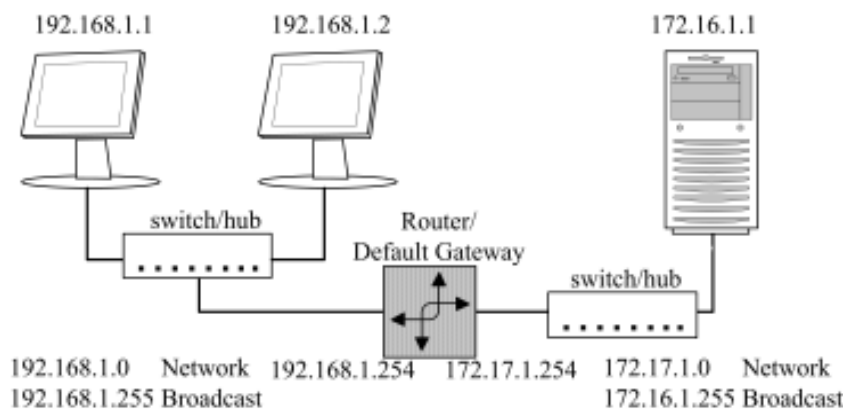 192.168.1.1
192.168.1.2
172.16.1.1
switch/hub
Router/
Default Gateway
switch/hub
192.168.1.0 Network
192.168.1.255 Broadcast
192.168.1.254
172.17.1.254
172.17.1.0 Network
172.16.1.255 Broadcast